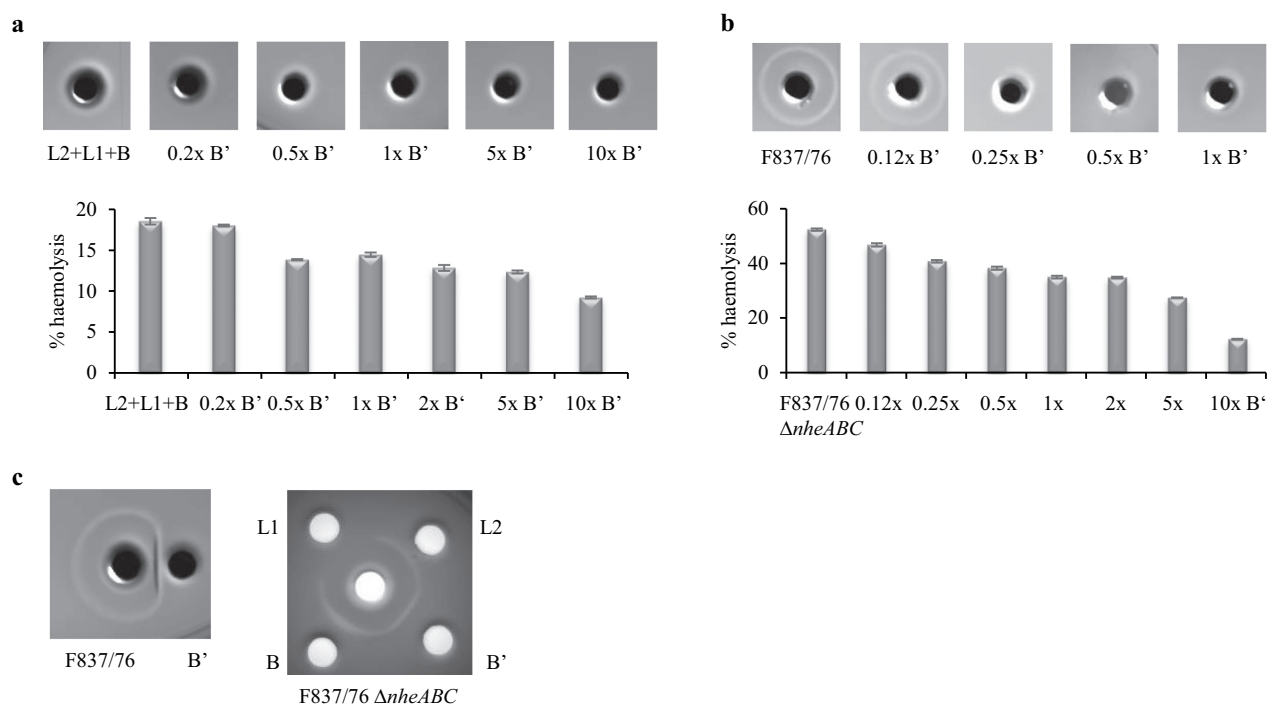 a
L2+L1+B 0.2x B’ 0.5x B’ 1x B’ 5x B’ 10x B’
% haemolysis
20
15
10
5
0
L2+L1+B 0.2x B’ 0.5x B’ 1x B’ 2x B‘ 5x B’ 10x B’
b
F837/76 0.12x B’ 0.25x B’ 0.5x B’ 1x B’
% haemolysis
60
40
20
0
F837/76 0.12x 0.25x 0.5x 1x 2x 5x 10x B‘
ΔnheABC
c
F837/76 B’
L1 L2
B B’
F837/76 ΔnheABC